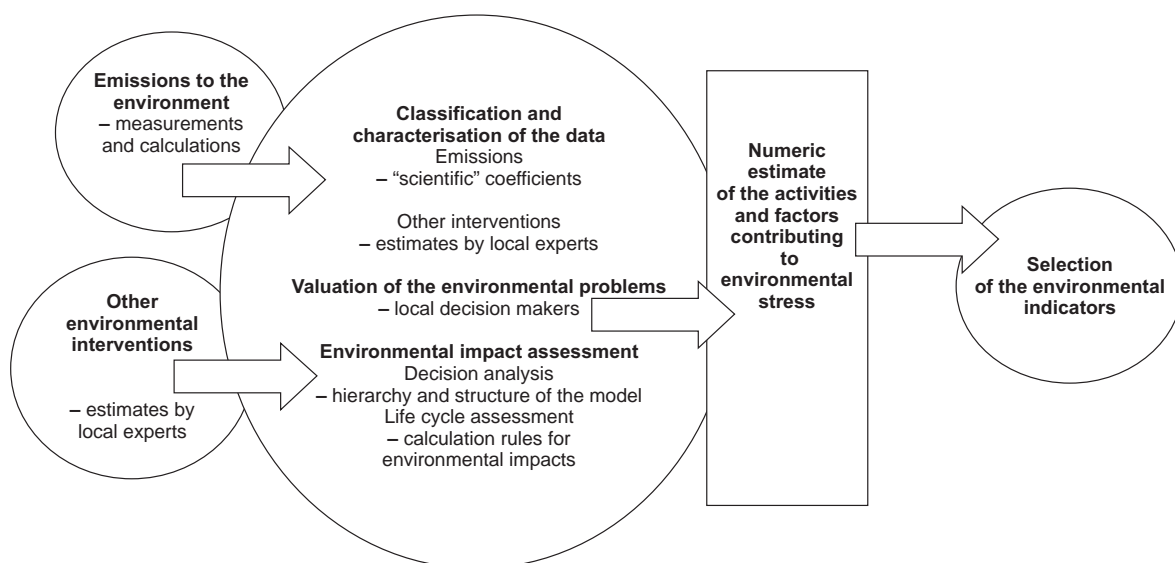 Emissions to the
environment
– measurements
and calculations
Other
environmental
interventions
– estimates by
local experts
Classification and
characterisation of the data
Emissions
– “scientific” coefficients
Other interventions
– estimates by local experts
Valuation of the environmental problems
– local decision makers
Environmental impact assessment
Decision analysis
– hierarchy and structure of the model
Life cycle assessment
– calculation rules for
environmental impacts
Numeric
estimate
of the activities
and factors
contributing
to
environmental
stress
Selection
of the environmental
indicators